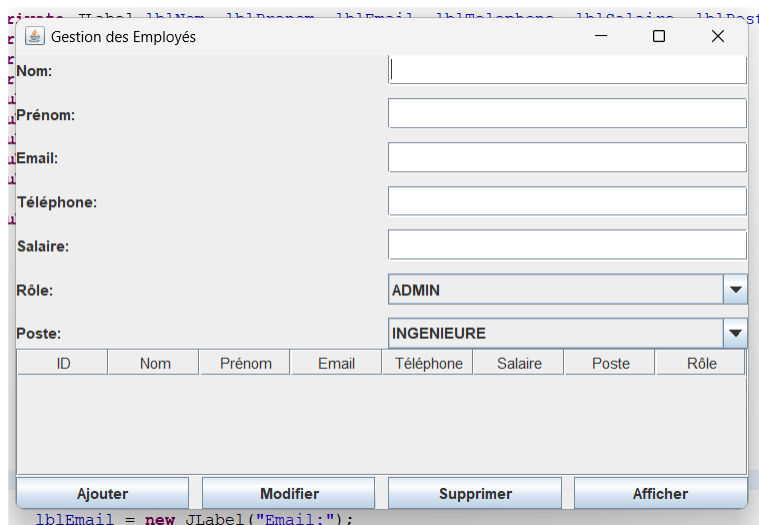 Gestion des Employés
Nom:
Prénom:
Email:
Téléphone:
Salaire:
Rôle: ADMIN
Poste: INGENIEURE
ID Nom Prénom Email Téléphone Salaire Poste Rôle
Ajouter Modifier Supprimer Afficher
lblEmail = new JLabel("Email:");